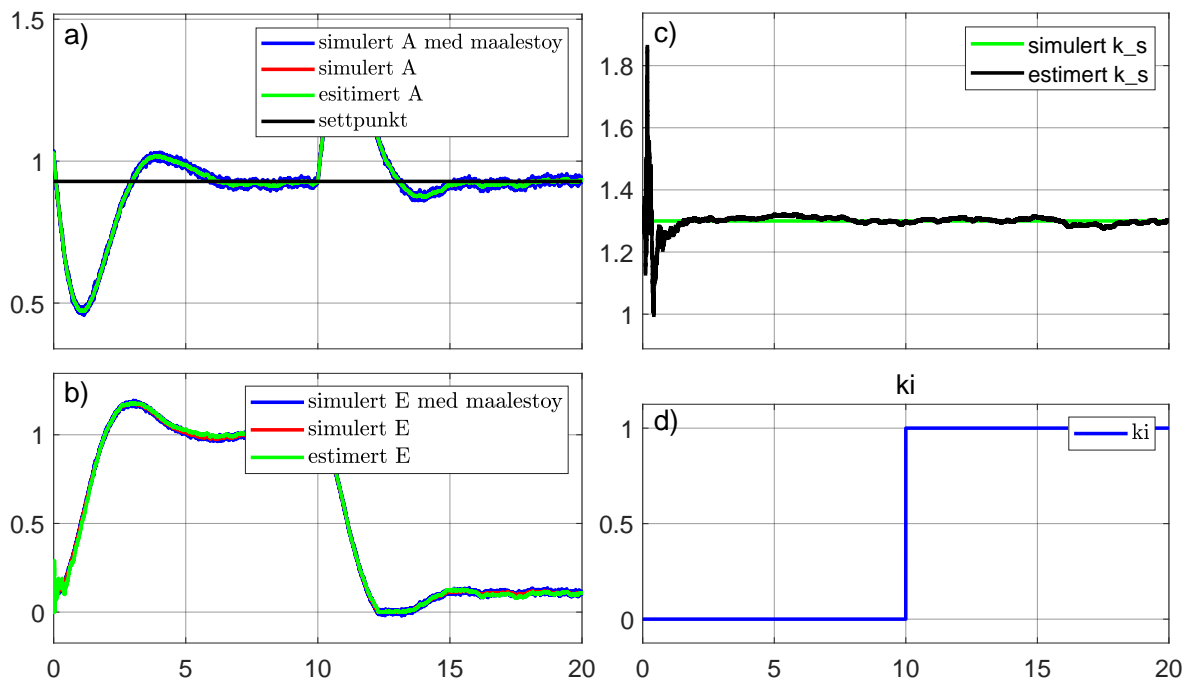 a)
1.5
1
0.5
simulert A med maalestoy
simulert A
esitimert A
settpunkt
b)
1
0.5
0
simulert E med maalestoy
simulert E
estimert E
0 5 10 15 20
c)
1.8
1.6
1.4
1.2
1
simulert k_s
estimert k_s
ki
d)
1
0.5
0
ki
0 5 10 15 20